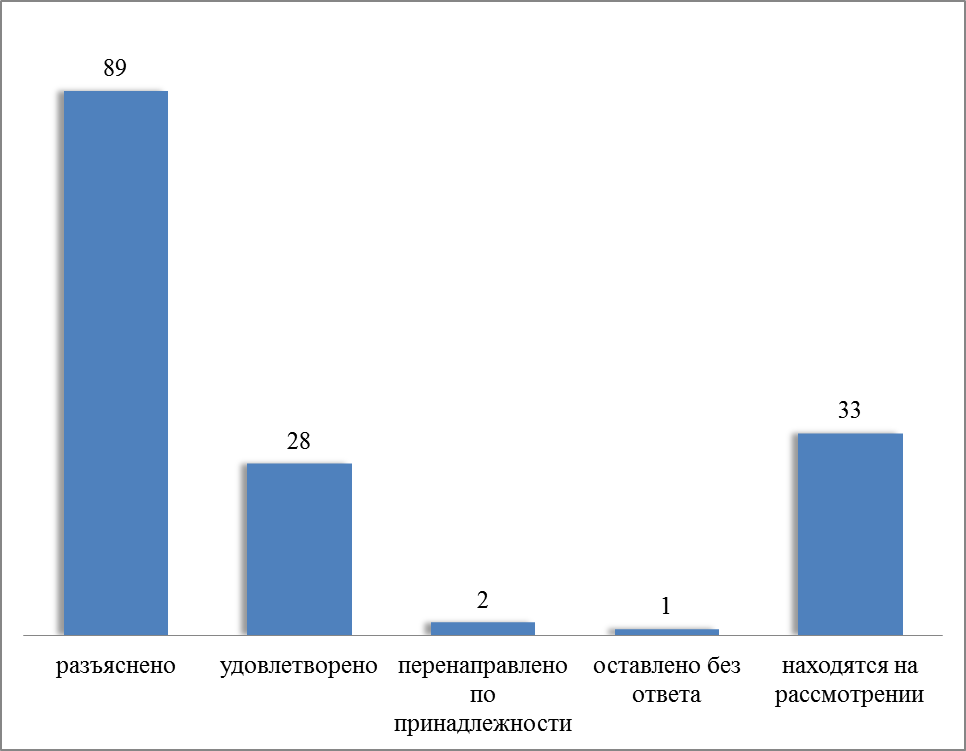 89
28
2
1
33
разъяснено
удовлетворено
перенаправлено
по
принадлежности
оставлено без
ответа
находятся на
рассмотрении